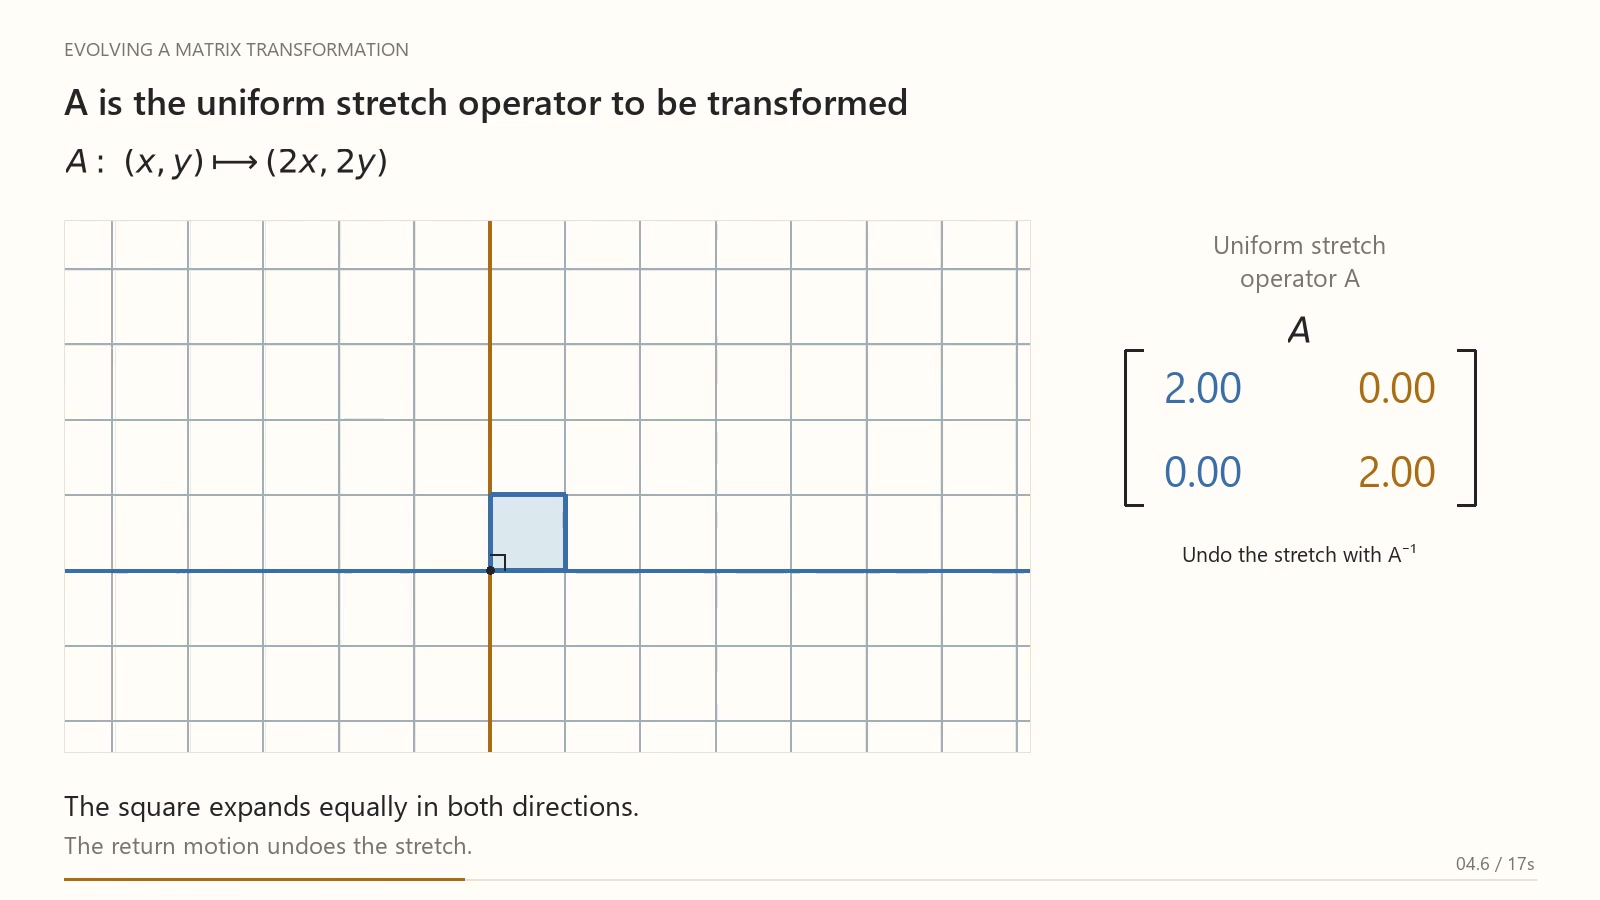 EVOLVING A MATRIX TRANSFORMATION
A is the uniform stretch operator to be transformed
A : (x, y) ⟼ (2x, 2y)
Uniform stretch
operator A
A
2.00 0.00
0.00 2.00
Undo the stretch with A⁻¹
The square expands equally in both directions.
The return motion undoes the stretch.
04.6 / 17s